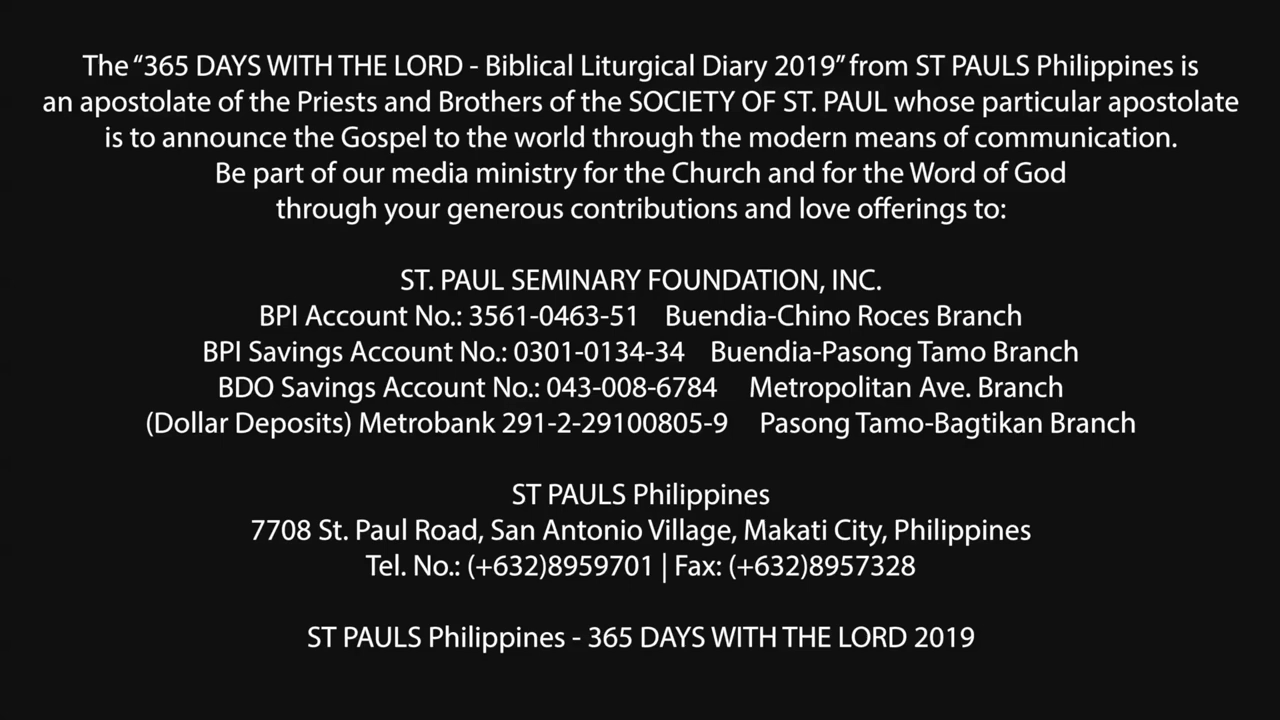 The “365 DAYS WITH THE LORD - Biblical Liturgical Diary 2019” from ST PAULS Philippines is
an apostolate of the Priests and Brothers of the SOCIETY OF ST. PAUL whose particular apostolate
is to announce the Gospel to the world through the modern means of communication.
Be part of our media ministry for the Church and for the Word of God
through your generous contributions and love offerings to:
ST. PAUL SEMINARY FOUNDATION, INC.
BPI Account No.: 3561-0463-51 Buendia-Chino Roces Branch
BPI Savings Account No.: 0301-0134-34 Buendia-Pasong Tamo Branch
BDO Savings Account No.: 043-008-6784 Metropolitan Ave. Branch
(Dollar Deposits) Metrobank 291-2-29100805-9 Pasong Tamo-Bagtikan Branch
ST PAULS Philippines
7708 St. Paul Road, San Antonio Village, Makati City, Philippines
Tel. No.: (+632)8959701 | Fax: (+632)8957328
ST PAULS Philippines - 365 DAYS WITH THE LORD 2019